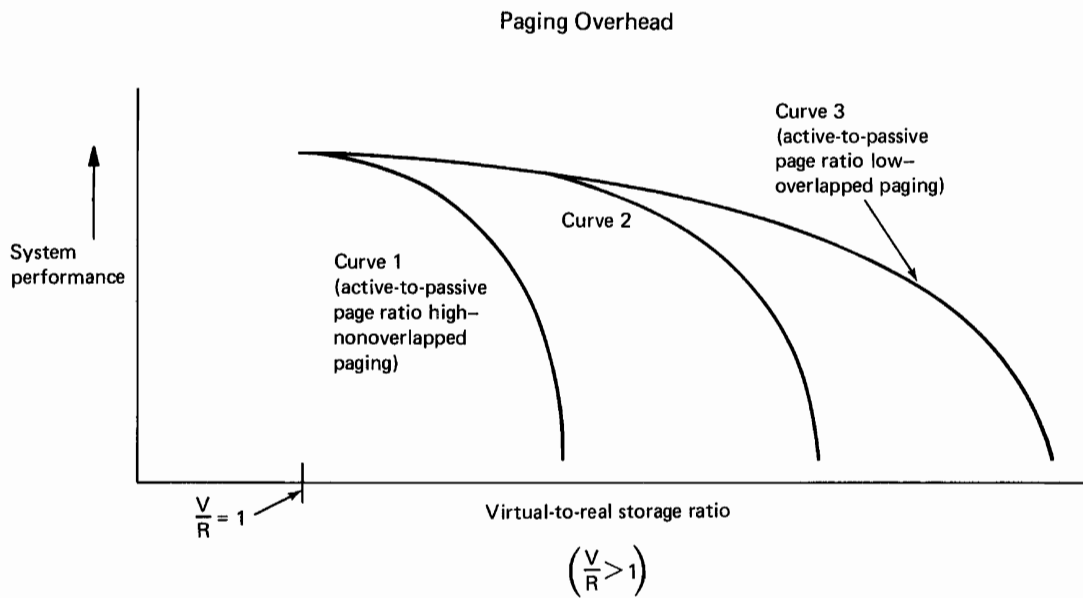 Paging Overhead
Curve 3
(active-to-passive
page ratio low–
overlapped paging)
Curve 2
System
performance
Curve 1
(active-to-passive
page ratio high–
nonoverlapped
paging)
V/R = 1
Virtual-to-real storage ratio
(V/R > 1)